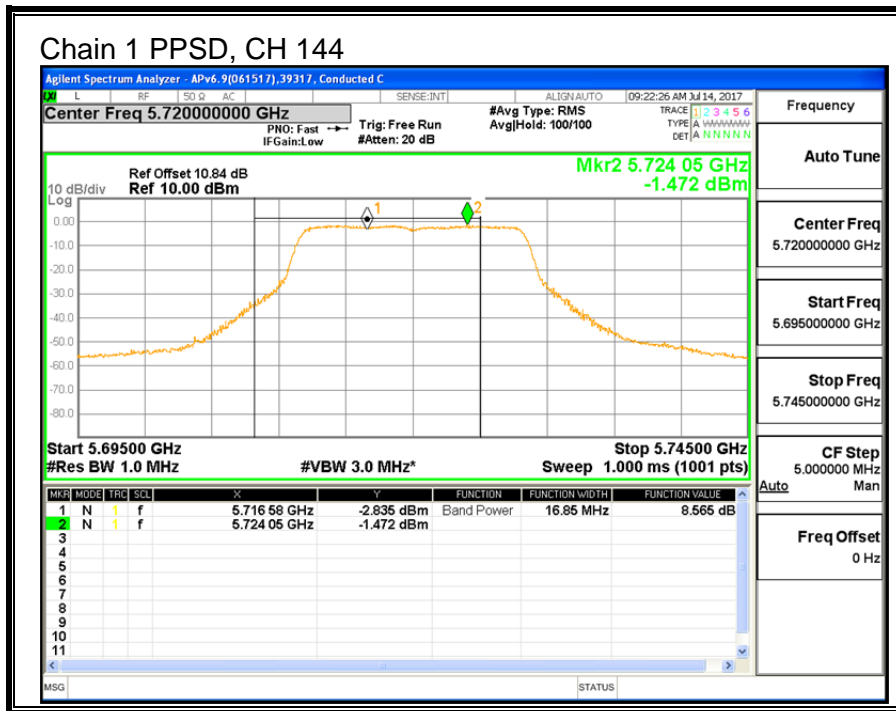 Chain 1 PPSD, CH 144
Agilent Spectrum Analyzer - APv6.9(061517),39317, Conducted C
LXI L RF 50 Ω AC SENSE:INT ALIGN AUTO 09:22:26 AM Jul 14, 2017
Center Freq 5.720000000 GHz
PNO: Fast
IFGain:Low
Trig: Free Run
#Atten: 20 dB
#Avg Type: RMS
Avg|Hold: 100/100
TRACE 1 2 3 4 5 6
TYPE A WWWWW
DET A N N N N N
Mkr2 5.724 05 GHz
-1.472 dBm
Ref Offset 10.84 dB
10 dB/div Ref 10.00 dBm
Log
1
2
0.00
-10.0
-20.0
-30.0
-40.0
-50.0
-60.0
-70.0
-80.0
Start 5.69500 GHz Stop 5.74500 GHz
#Res BW 1.0 MHz #VBW 3.0 MHz* Sweep 1.000 ms (1001 pts)
MKR MODE TRC SCL X Y FUNCTION FUNCTION WIDTH FUNCTION VALUE
1 N 1 f 5.716 58 GHz -2.835 dBm Band Power 16.85 MHz 8.565 dB
2 N 1 f 5.724 05 GHz -1.472 dBm
3
4
5
6
7
8
9
10
11
MSG STATUS
Frequency
Auto Tune
Center Freq
5.720000000 GHz
Start Freq
5.695000000 GHz
Stop Freq
5.745000000 GHz
CF Step
5.000000 MHz
Auto Man
Freq Offset
0 Hz